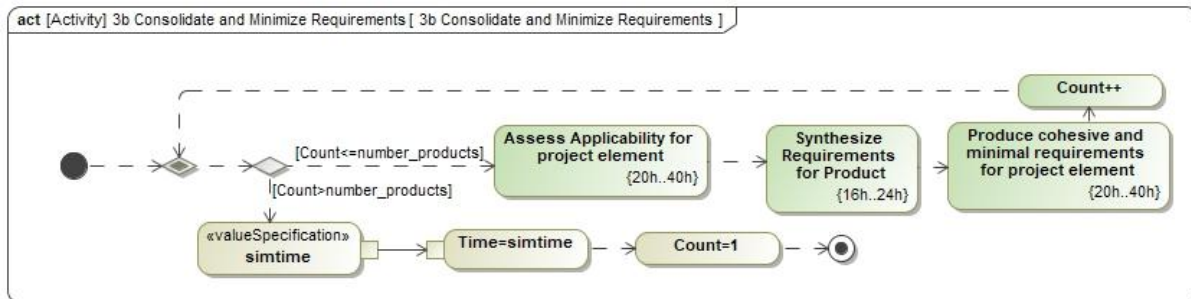 act [Activity] 3b Consolidate and Minimize Requirements [ 3b Consolidate and Minimize Requirements ]
Count++
[Count<=number_products]
Assess Applicability for
project element
{20h..40h}
Synthesize
Requirements
for Product
{16h..24h}
Produce cohesive and
minimal requirements
for project element
{20h..40h}
[Count>number_products]
«valueSpecification»
simtime
Time=simtime
Count=1